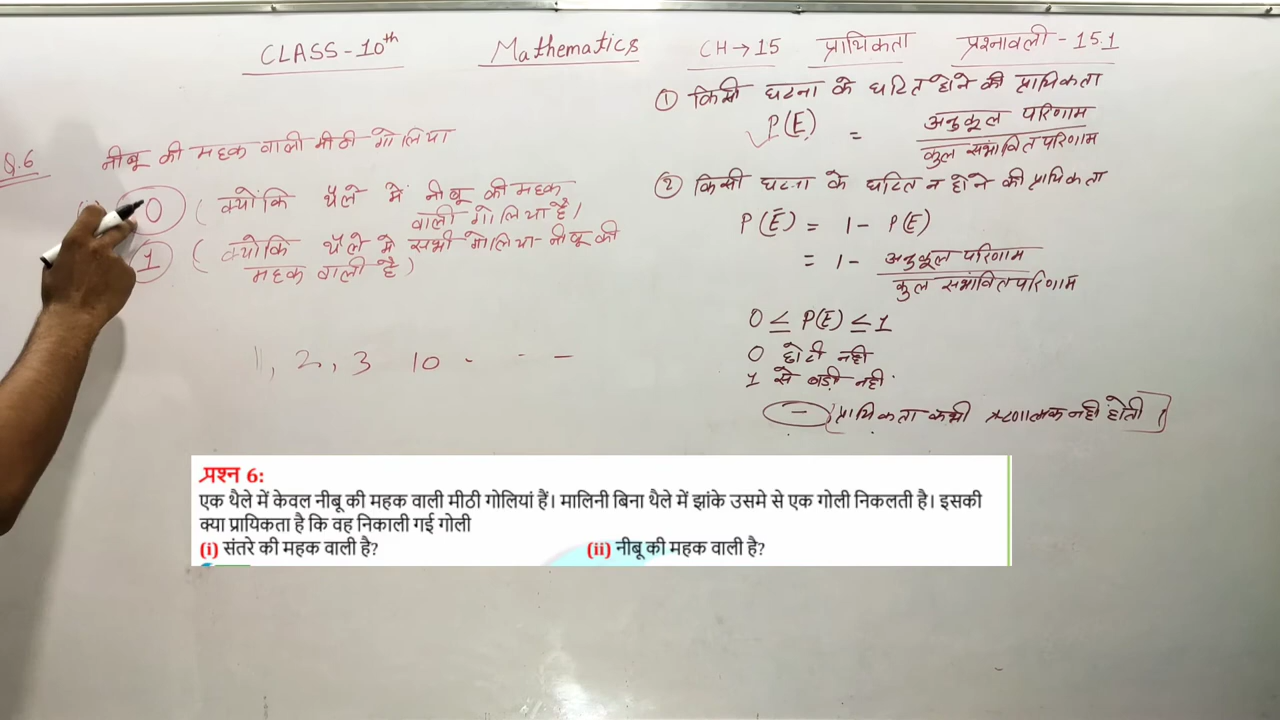 CLASS-10th Mathematics CH→15 प्रायिकता प्रश्नावली-15.1
① किसी घटना के घटित होने की प्रायिकता
P(E) = अनुकूल परिणाम
कुल संभावित परिणाम
② किसी घटना के घटित न होने की प्रायिकता
P(Ē) = 1 - P(E)
= 1 - अनुकूल परिणाम
कुल संभावित परिणाम
0 ≤ P(E) ≤ 1
0 छोटी नही
1 से बड़ी नही
- प्रायिकता कभी ऋणात्मक नही होती।
Q.6 नीबू की महक वाली मीठी गोलिया
0 (क्योंकि थैले में नीबू की महक
वाली गोलिया है।
1 (क्योकि थैले मे सभी गोलिया नीबू की
महक वाली है)
1, 2, 3 10
प्रश्न 6:
एक थैले में केवल नीबू की महक वाली मीठी गोलियां हैं। मालिनी बिना थैले में झांके उसमे से एक गोली निकलती है। इसकी
क्या प्रायिकता है कि वह निकाली गई गोली
(i) संतरे की महक वाली है? (ii) नीबू की महक वाली है?